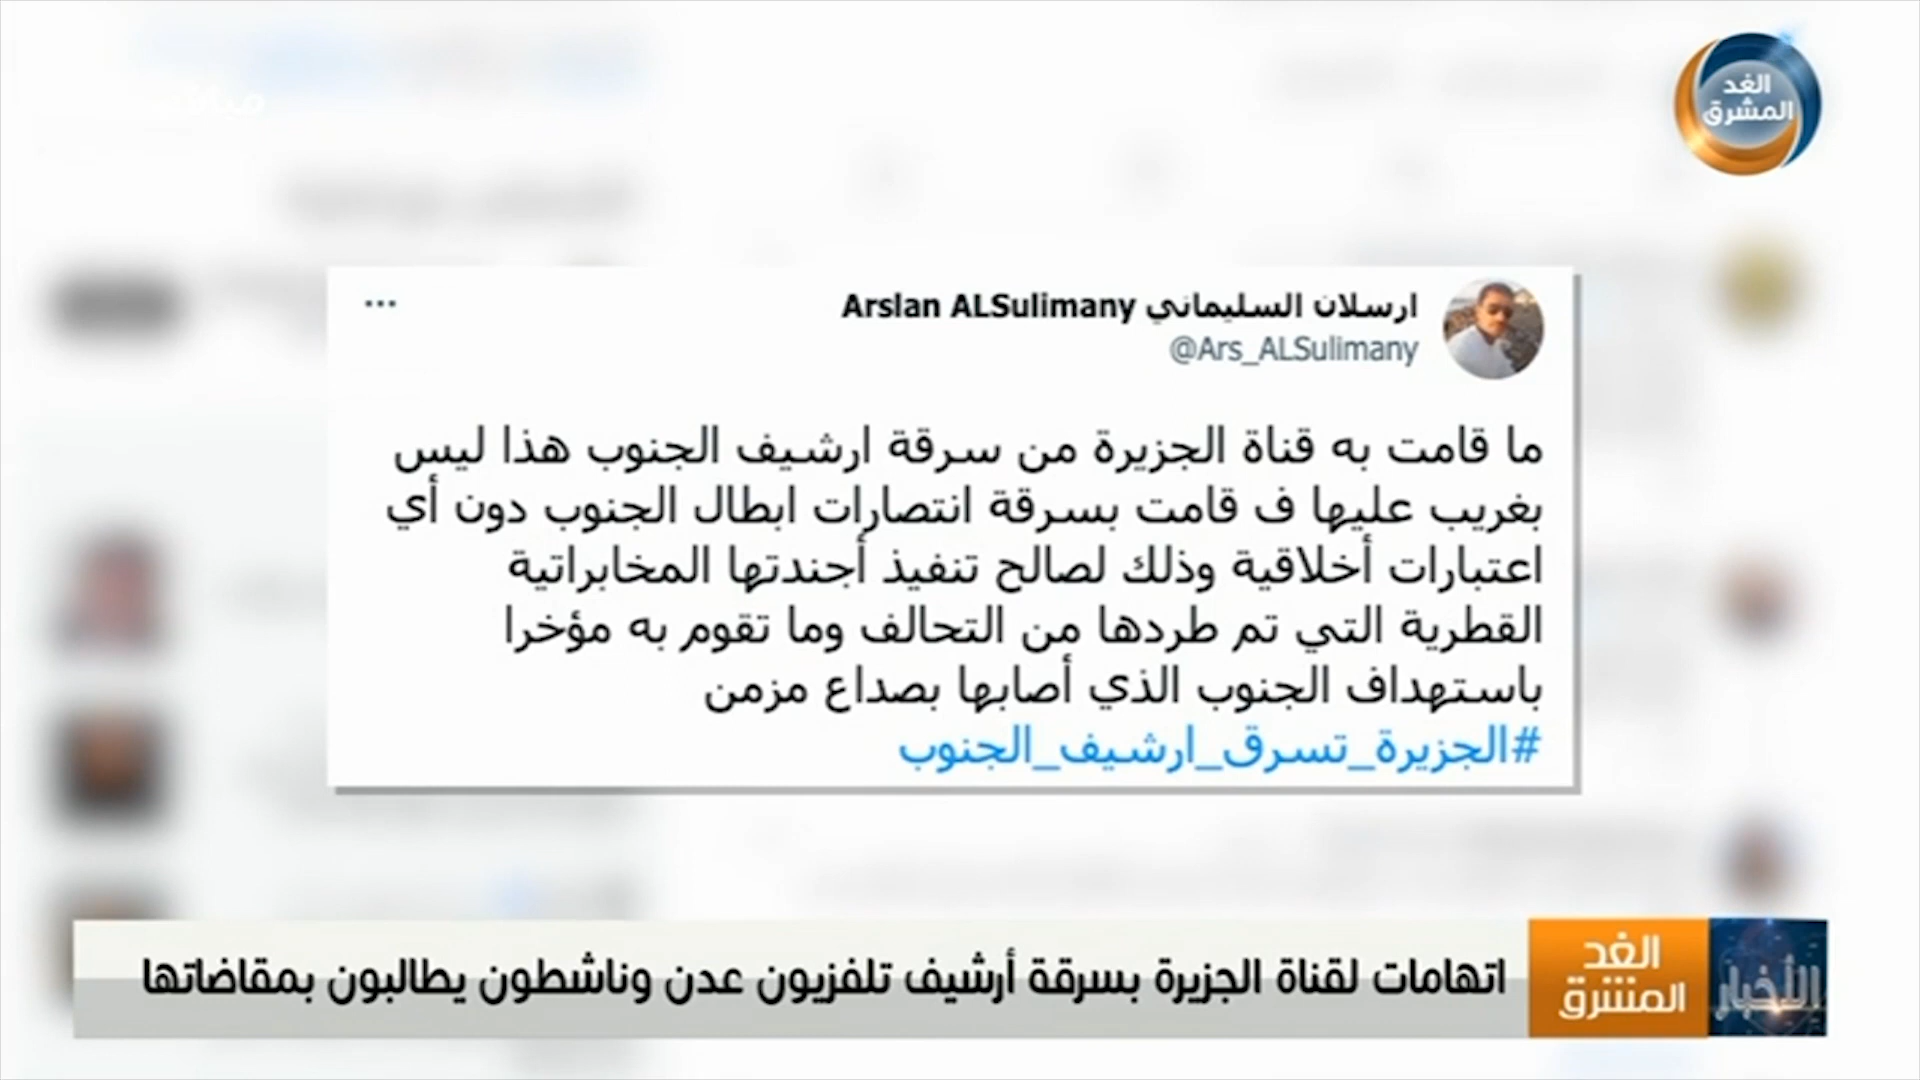 الغد
المشرق
ارسلان السليماني Arslan ALSulimany
@Ars_ALSulimany
ما قامت به قناة الجزيرة من سرقة ارشيف الجنوب هذا ليس
بغريب عليها ف قامت بسرقة انتصارات ابطال الجنوب دون أي
اعتبارات أخلاقية وذلك لصالح تنفيذ أجندتها المخابراتية
القطرية التي تم طردها من التحالف وما تقوم به مؤخرا
باستهداف الجنوب الذي أصابها بصداع مزمن
#الجزيرة_تسرق_ارشيف_الجنوب
الأخبار
الغد
المشرق
اتهامات لقناة الجزيرة بسرقة أرشيف تلفزيون عدن وناشطون يطالبون بمقاضاتها